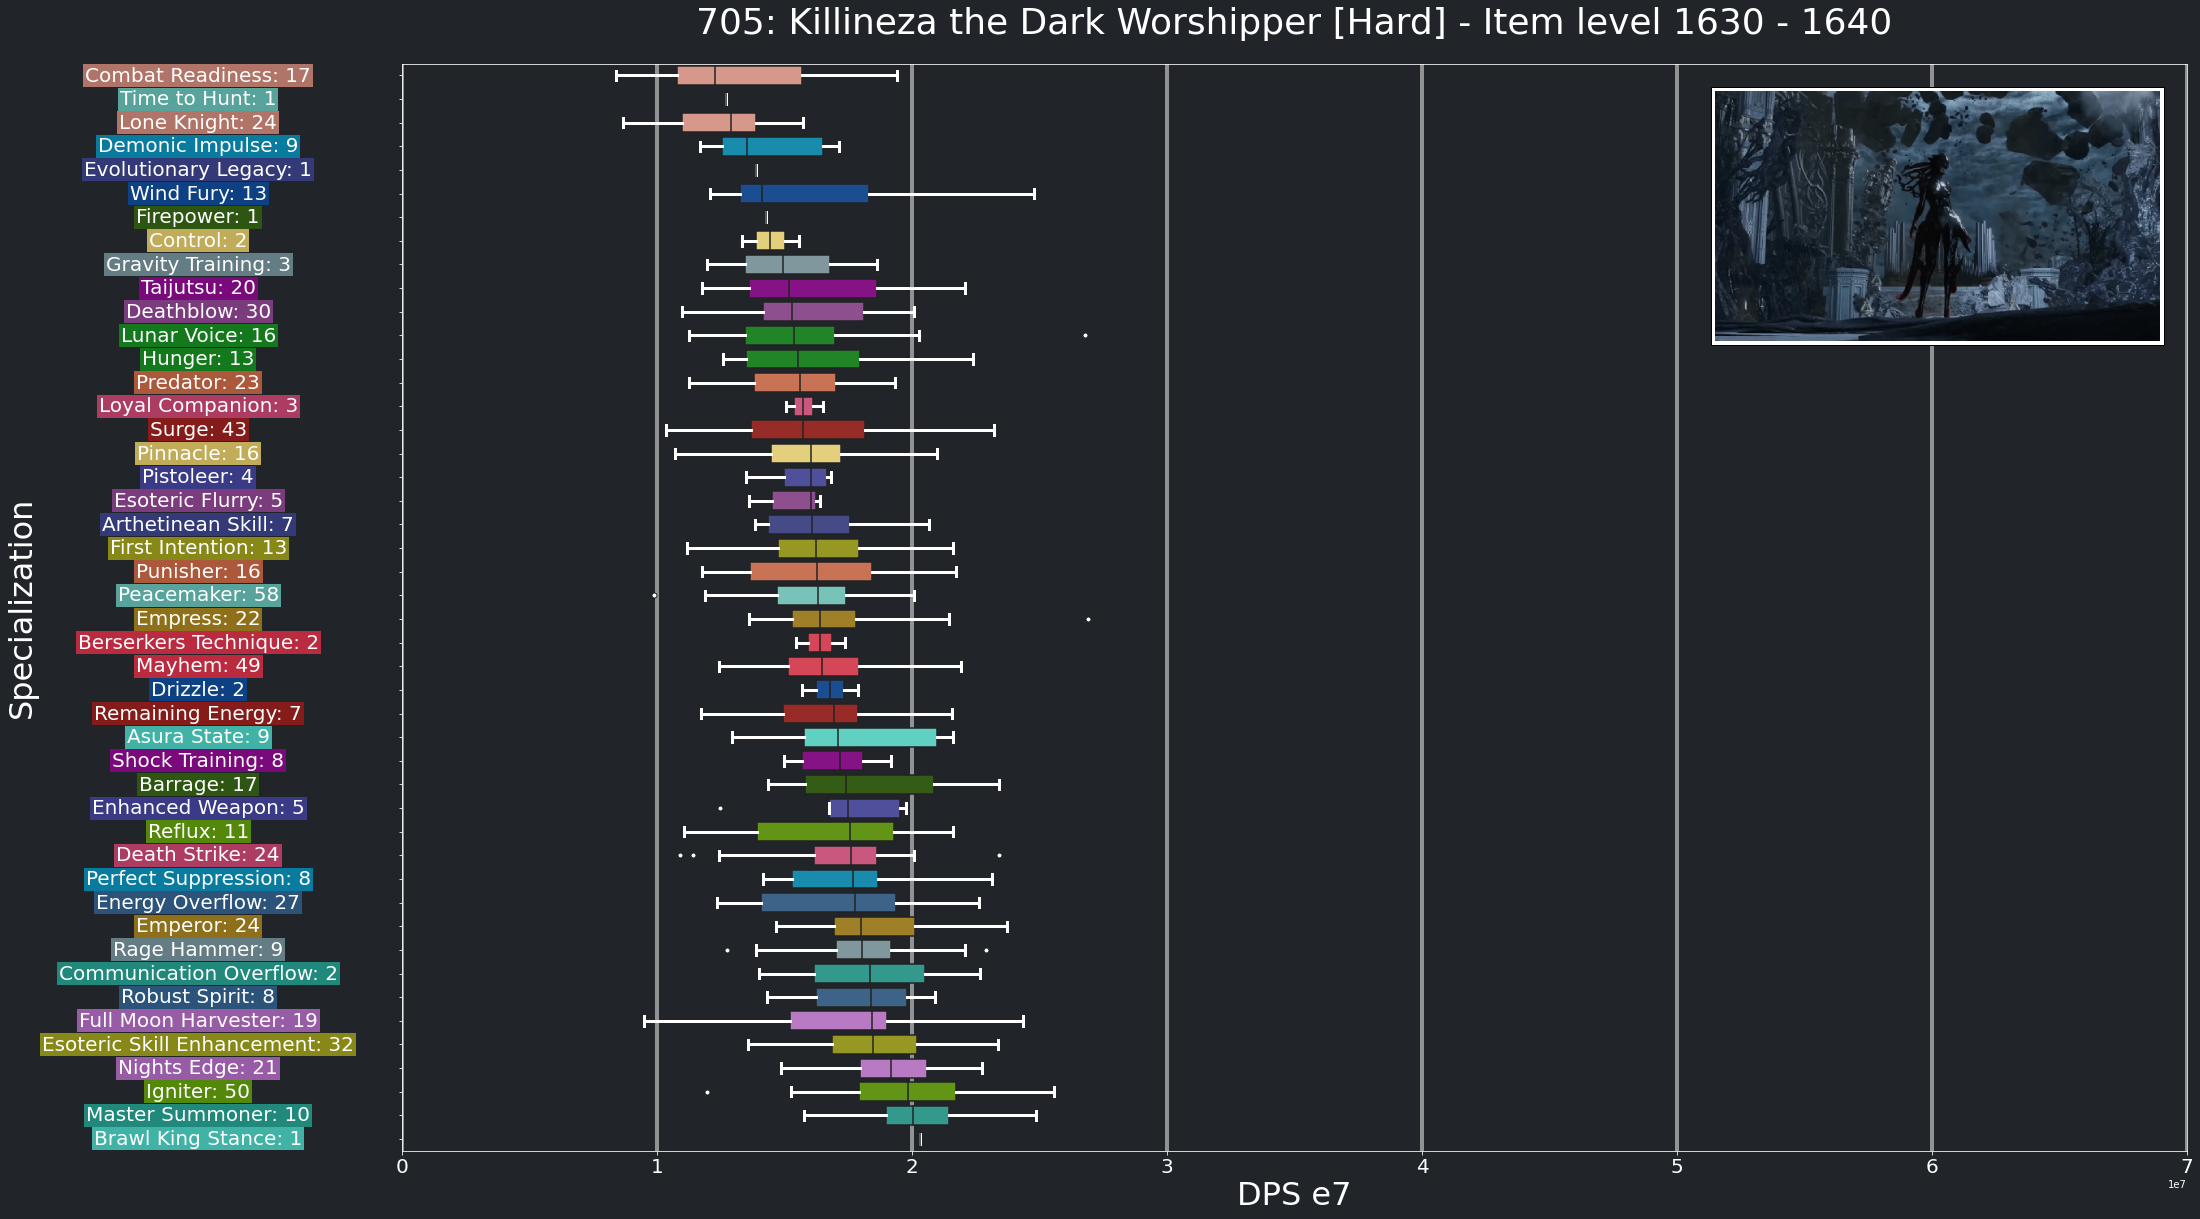 705: Killineza the Dark Worshipper [Hard] - Item level 1630 - 1640
Combat Readiness: 17
Time to Hunt: 1
Lone Knight: 24
Demonic Impulse: 9
Evolutionary Legacy: 1
Wind Fury: 13
Firepower: 1
Control: 2
Gravity Training: 3
Taijutsu: 20
Deathblow: 30
Lunar Voice: 16
Hunger: 13
Predator: 23
Loyal Companion: 3
Surge: 43
Pinnacle: 16
Pistoleer: 4
Esoteric Flurry: 5
Arthetinean Skill: 7
First Intention: 13
Punisher: 16
Peacemaker: 58
Empress: 22
Berserkers Technique: 2
Mayhem: 49
Drizzle: 2
Remaining Energy: 7
Asura State: 9
Shock Training: 8
Barrage: 17
Enhanced Weapon: 5
Reflux: 11
Death Strike: 24
Perfect Suppression: 8
Energy Overflow: 27
Emperor: 24
Rage Hammer: 9
Communication Overflow: 2
Robust Spirit: 8
Full Moon Harvester: 19
Esoteric Skill Enhancement: 32
Nights Edge: 21
Igniter: 50
Master Summoner: 10
Brawl King Stance: 1
Specialization
0 1 2 3 4 5 6 7
1e7
DPS e7